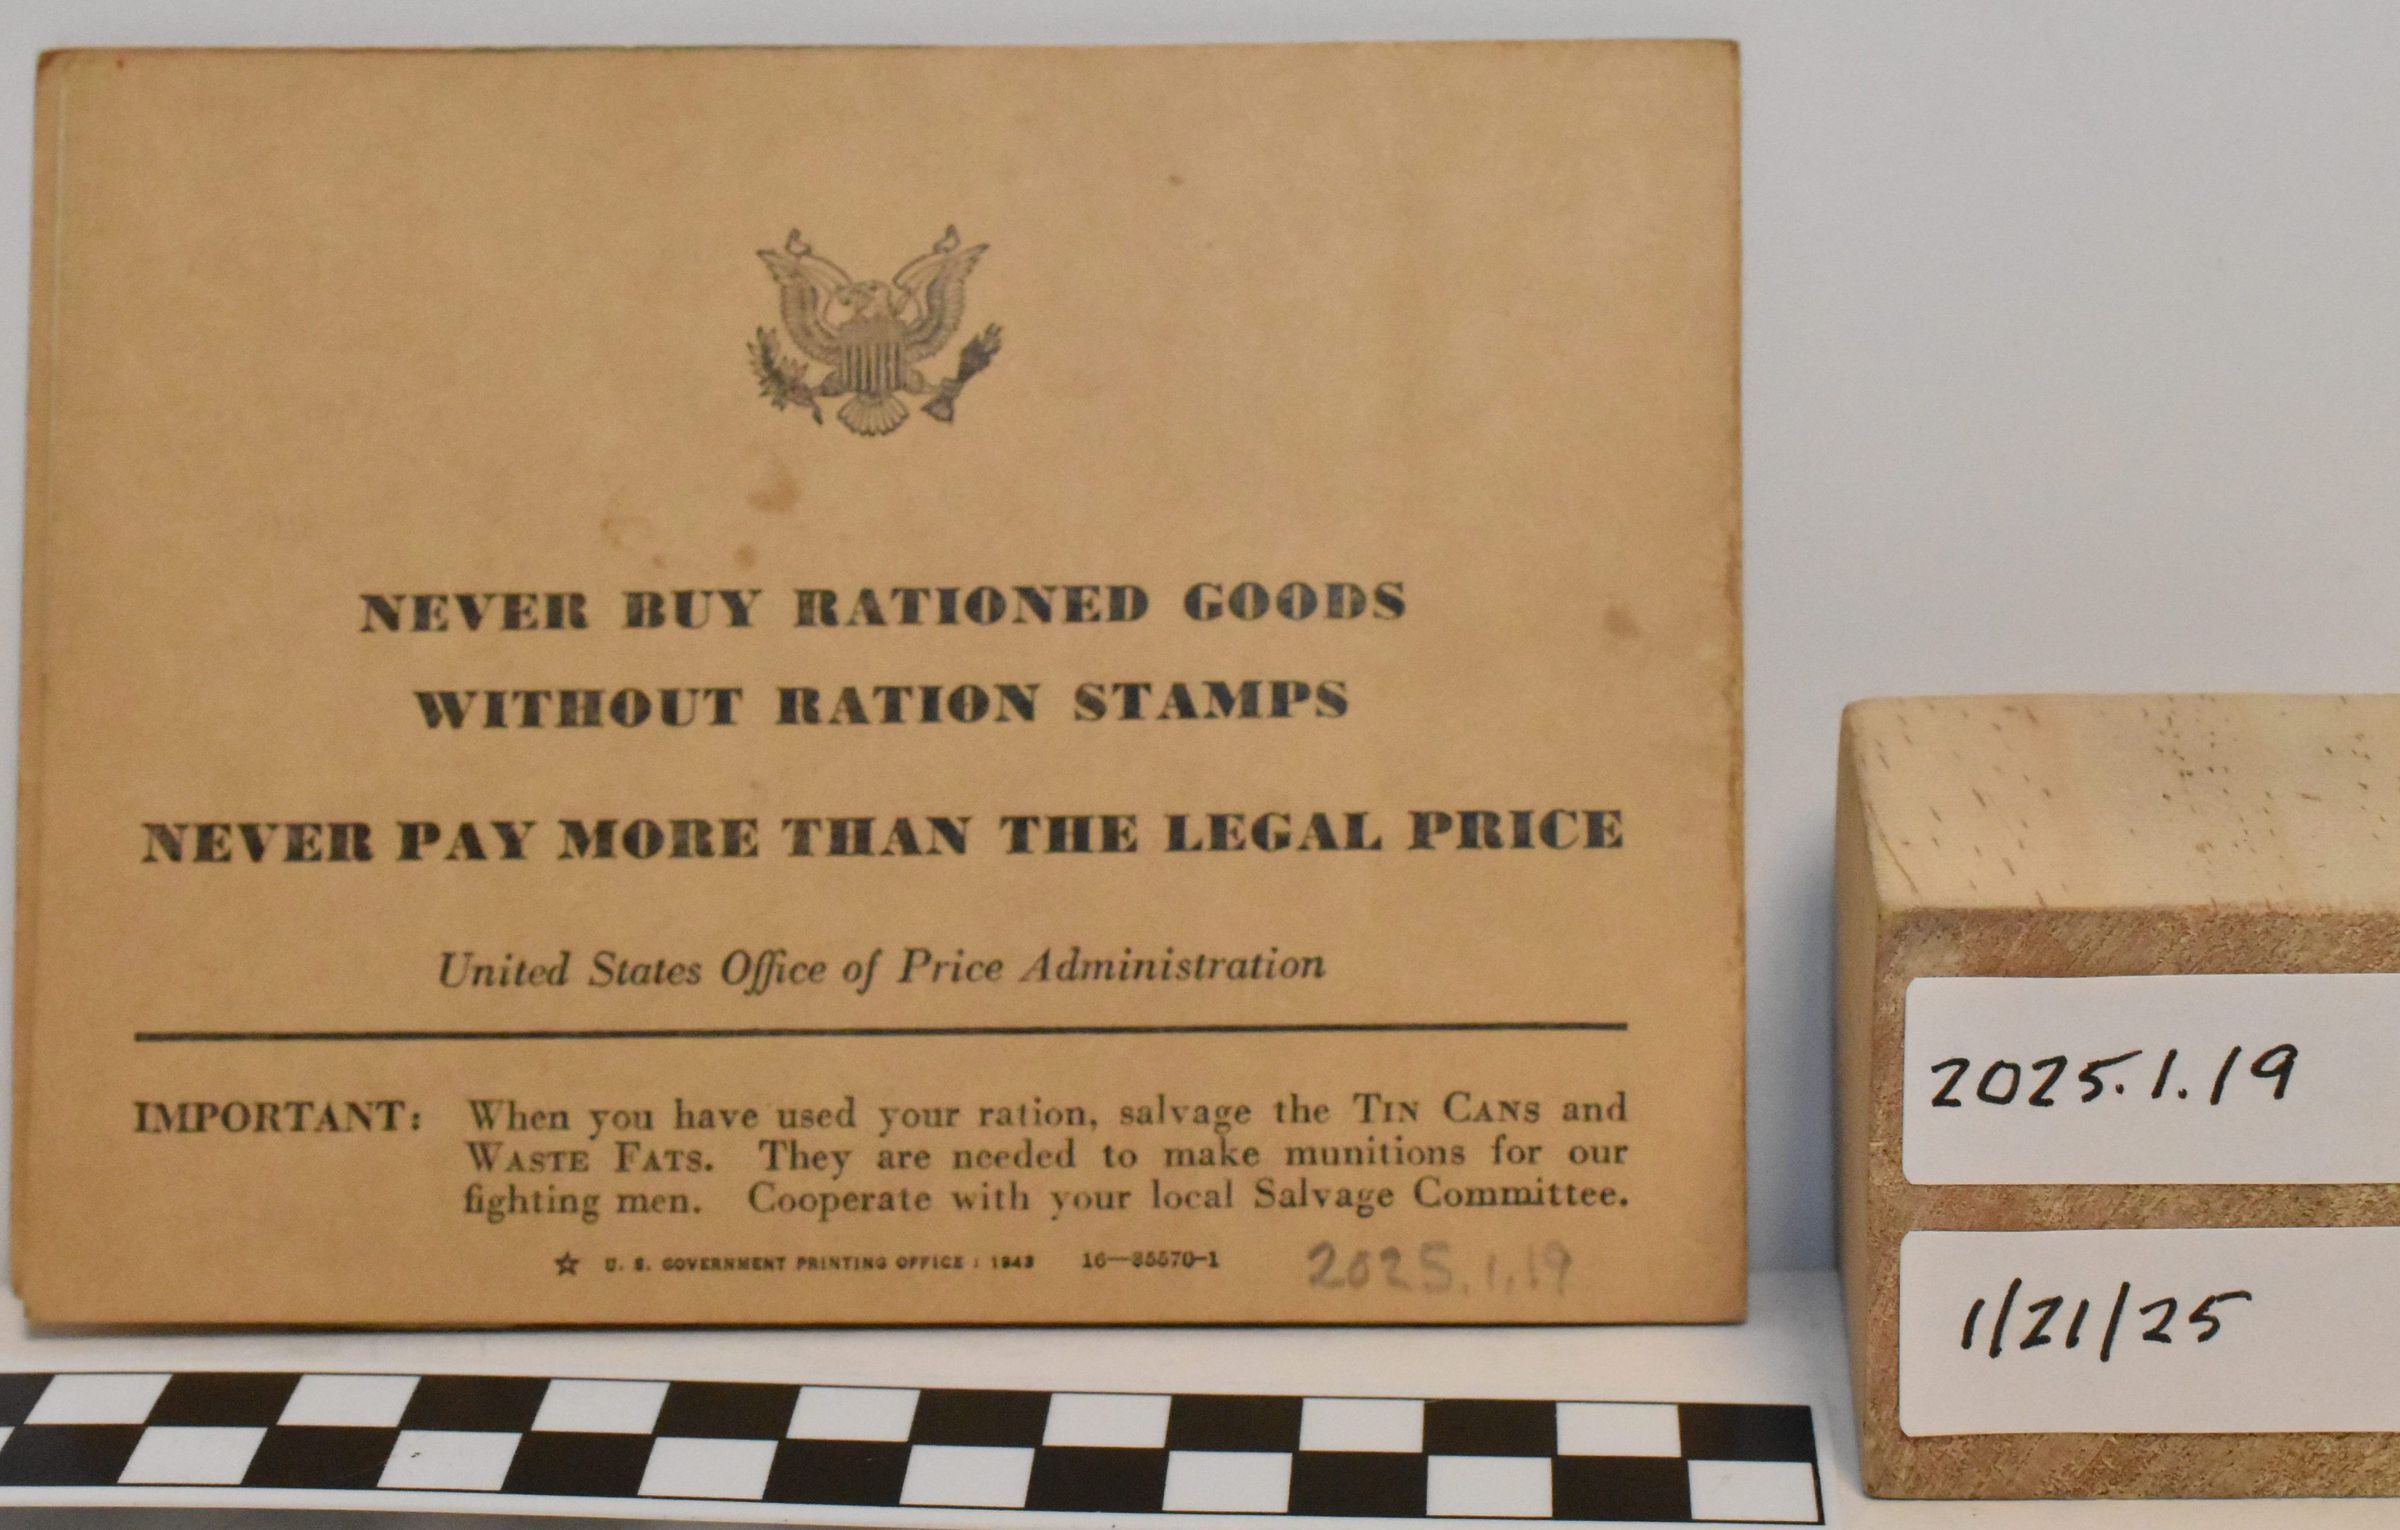 NEVER BUY RATIONED GOODS
WITHOUT RATION STAMPS
NEVER PAY MORE THAN THE LEGAL PRICE
United States Office of Price Administration
IMPORTANT: When you have used your ration, salvage the TIN CANS and
WASTE FATS. They are needed to make munitions for our
fighting men. Cooperate with your local Salvage Committee.
☆ U. S. GOVERNMENT PRINTING OFFICE : 1943 16—35570-1 2025.1.19
2025.1.19
1/21/25